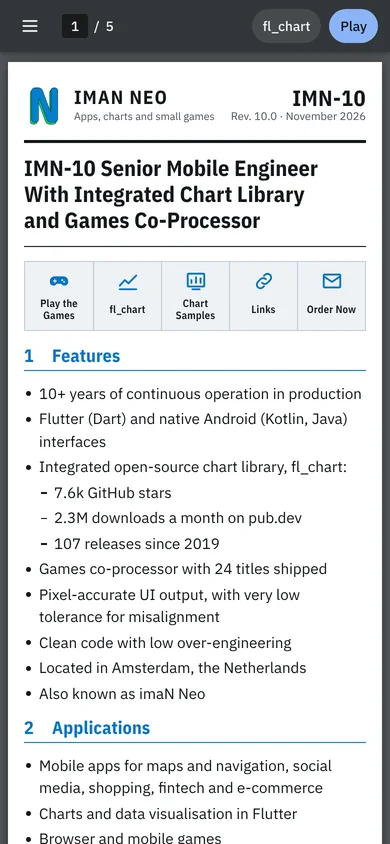 1 / 5
fl_chart
Play
IMAN NEO
Apps, charts and small games
IMN-10
Rev. 10.0 · November 2026
IMN-10 Senior Mobile Engineer
With Integrated Chart Library
and Games Co-Processor
Play the
Games
fl_chart
Chart
Samples
Links
Order Now
1 Features
• 10+ years of continuous operation in production
• Flutter (Dart) and native Android (Kotlin, Java)
interfaces
• Integrated open-source chart library, fl_chart:
– 7.6k GitHub stars
– 2.3M downloads a month on pub.dev
– 107 releases since 2019
• Games co-processor with 24 titles shipped
• Pixel-accurate UI output, with very low
tolerance for misalignment
• Clean code with low over-engineering
• Located in Amsterdam, the Netherlands
• Also known as imaN Neo
2 Applications
• Mobile apps for maps and navigation, social
media, shopping, fintech and e-commerce
• Charts and data visualisation in Flutter
• Browser and mobile games